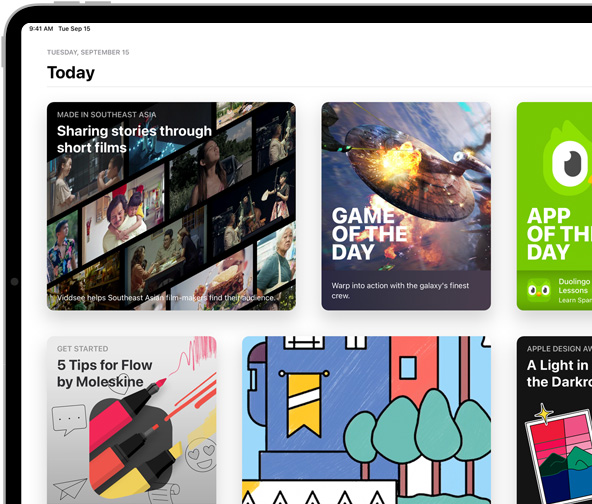 9:41 AM Tue Sep 15
TUESDAY, SEPTEMBER 15
Today
MADE IN SOUTHEAST ASIA
Sharing stories through
short films
Viddsee helps Southeast Asian film-makers find their audience.
GAME
OF THE
DAY
Warp into action with the galaxy's finest
crew.
APP
OF TH
DAY
Duolingo
Lessons
Learn Span
GET STARTED
5 Tips for Flow
by Moleskine
APPLE DESIGN AW
A Light in
the Darkro